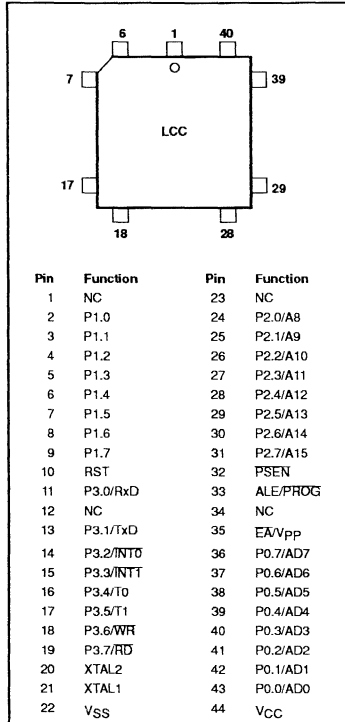 6 1 40
7 39
LCC
17 29
18 28
Pin Function Pin Function
1 NC 23 NC
2 P1.0 24 P2.0/A8
3 P1.1 25 P2.1/A9
4 P1.2 26 P2.2/A10
5 P1.3 27 P2.3/A11
6 P1.4 28 P2.4/A12
7 P1.5 29 P2.5/A13
8 P1.6 30 P2.6/A14
9 P1.7 31 P2.7/A15
10 RST 32 P̅S̅E̅N̅
11 P3.0/RxD 33 ALE/P̅R̅O̅G̅
12 NC 34 NC
13 P3.1/TxD 35 E̅A̅/VPP
14 P3.2/I̅N̅T̅0̅ 36 P0.7/AD7
15 P3.3/I̅N̅T̅1̅ 37 P0.6/AD6
16 P3.4/T0 38 P0.5/AD5
17 P3.5/T1 39 P0.4/AD4
18 P3.6/W̅R̅ 40 P0.3/AD3
19 P3.7/R̅D̅ 41 P0.2/AD2
20 XTAL2 42 P0.1/AD1
21 XTAL1 43 P0.0/AD0
22 VSS 44 VCC